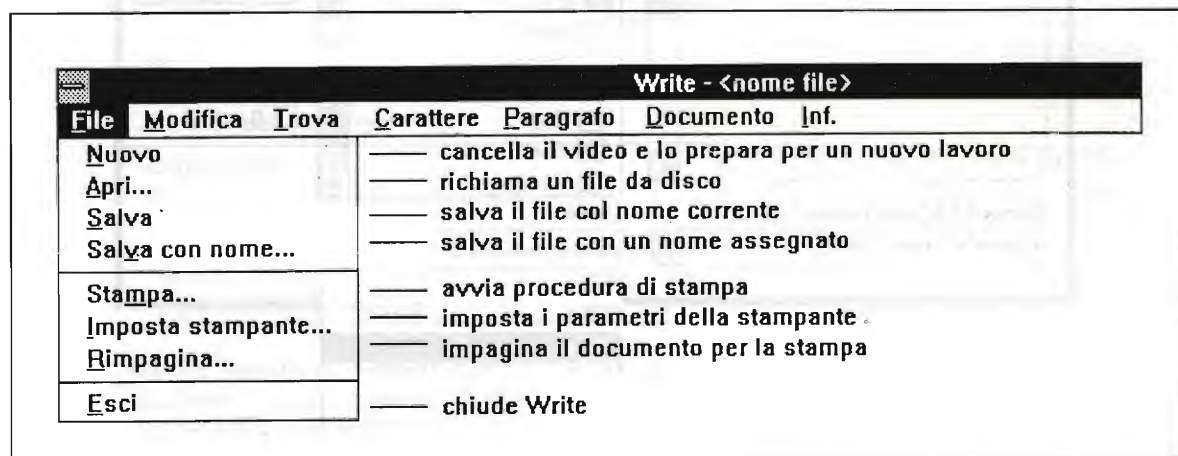 Write - <nome file>
File Modifica Trova Carattere Paragrafo Documento Inf.
Nuovo cancella il video e lo prepara per un nuovo lavoro
Apri... richiama un file da disco
Salva salva il file col nome corrente
Salva con nome... salva il file con un nome assegnato
Stampa... avvia procedura di stampa
Imposta stampante... imposta i parametri della stampante
Rimpagina... impagina il documento per la stampa
Esci chiude Write